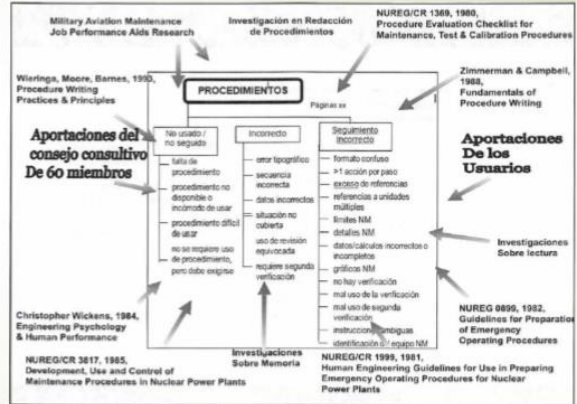 Military Aviation Maintenance
Job Performance Aids Research
Investigación en Redacción
de Procedimientos
NUREG/CR 1369, 1980,
Procedure Evaluation Checklist for
Maintenance, Test & Calibration Procedures
Wieringa, Moore, Barnes, 1990,
Procedure Writing
Practices & Principles
PROCEDIMIENTOS
Páginas xx
Zimmerman & Campbell,
1988,
Fundamentals of
Procedure Writing
Aportaciones del
consejo consultivo
De 60 miembros
No usado /
no seguido
falta de
procedimiento
procedimiento no
disponible o
incómodo de usar
procedimiento difícil
de usar
no se requiere uso
de procedimiento,
pero debe exigirse
Incorrecto
error tipográfico
secuencia
incorrecta
datos incorrectos
situación no
cubierta
uso de revisión
equivocada
requiere segunda
verificación
Seguimiento
Incorrecto
formato confuso
>1 acción por paso
exceso de referencias
referencias a unidades
múltiples
límites NM
detalles NM
datos/cálculos incorrectos o
incompletos
gráficos NM
no hay verificación
mal uso de la verificación
mal uso de segunda
verificación
instrucciones ambiguas
identificación equipo NM
Aportaciones
De los
Usuarios
Investigaciones
Sobre lectura
Christopher Wickens, 1984,
Engineering Psychology
& Human Performance
NUREG/CR 3817, 1985,
Development, Use and Control of
Maintenance Procedures in Nuclear Power Plants
Investigaciones
Sobre Memoria
NUREG/CR 1999, 1981,
Human Engineering Guidelines for Use in Preparing
Emergency Operating Procedures for Nuclear
Power Plants
NUREG 0899, 1982,
Guidelines for Preparation
of Emergency
Operating Procedures